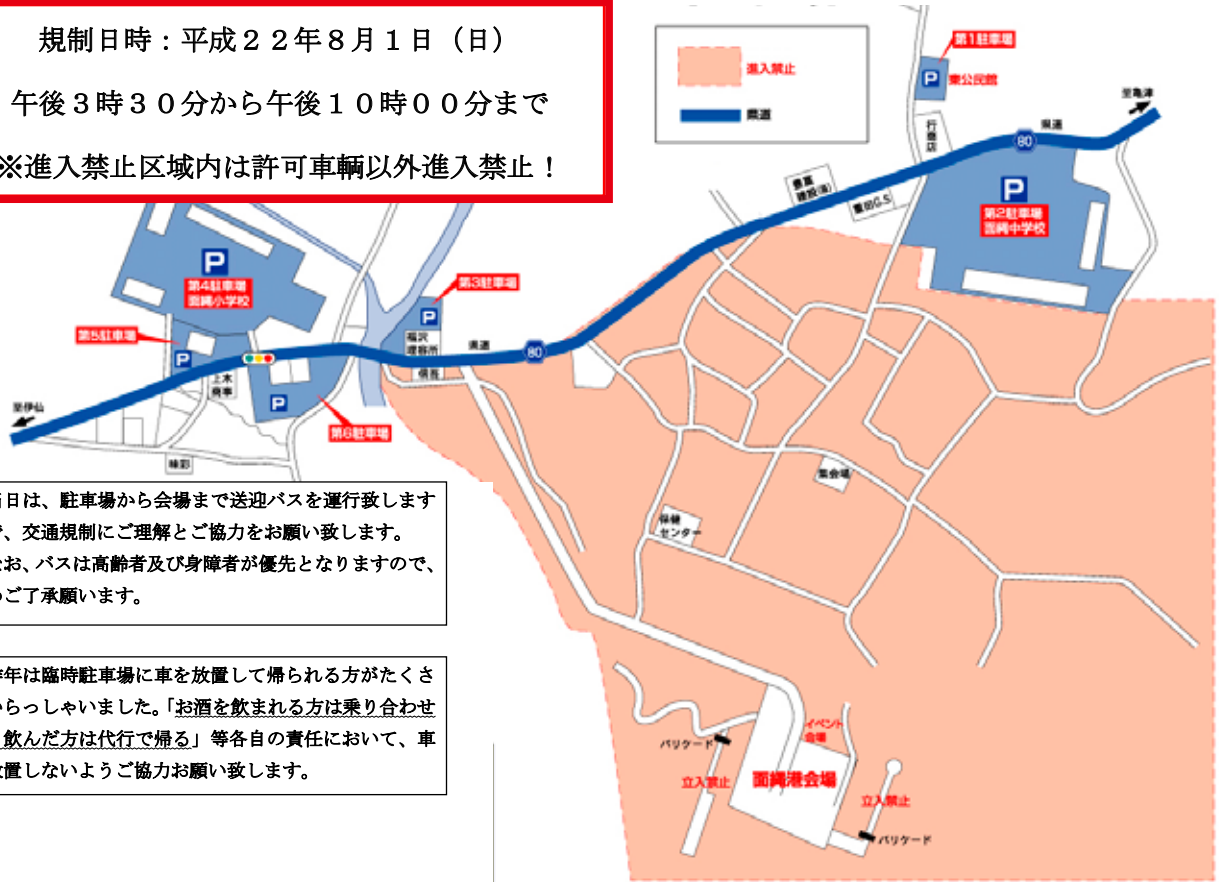 規制日時：平成２２年８月１日（日）
午後３時３０分から午後１０時００分まで
※進入禁止区域内は許可車輌以外進入禁止！
進入禁止
県道
第1駐車場
P
東公民館
至亀津
県道
80
行商店
重田G.S
P
第2駐車場
面縄中学校
P
第4駐車場
面縄小学校
第3駐車場
P
福沢
理容所
県道
80
第5駐車場
P
上木
商事
至伊仙
P
第6駐車場
味彩
日は、駐車場から会場まで送迎バスを運行致します
、交通規制にご理解とご協力をお願い致します。
お、バスは高齢者及び身障者が優先となりますので、
ご了承願います。
集会場
保健
センター
年は臨時駐車場に車を放置して帰られる方がたくさ
らっしゃいました。「お酒を飲まれる方は乗り合わせ
飲んだ方は代行で帰る」等各自の責任において、車
置しないようご協力お願い致します。
イベント
会場
バリケード
立入禁止
面縄港会場
立入禁止
バリケード